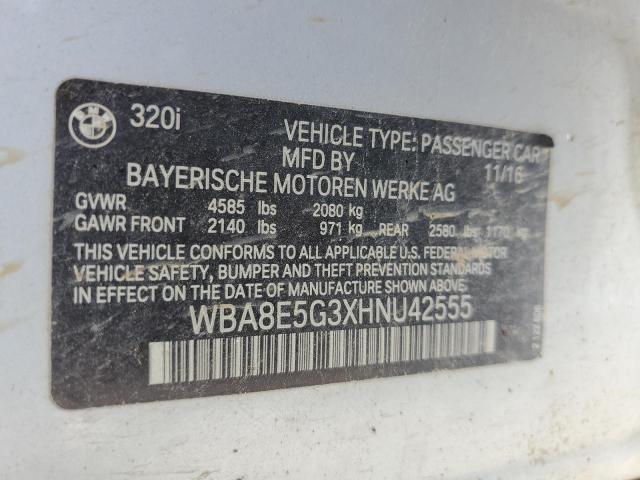 BMW
320i
VEHICLE TYPE: PASSENGER CAR
MFD BY 11/16
BAYERISCHE MOTOREN WERKE AG
GVWR. 4585 lbs 2080 kg
GAWR FRONT 2140 lbs 971 kg REAR 2580 lbs 1170 kg
THIS VEHICLE CONFORMS TO ALL APPLICABLE U.S. FEDERAL MOTOR
VEHICLE SAFETY, BUMPER AND THEFT PREVENTION STANDARDS
IN EFFECT ON THE DATE OF MANUFACTURE SHOWN ABOVE.
WBA8E5G3XHNU42555